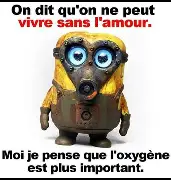 On dit qu'on ne peut
vivre sans l'amour.
Moi je pense que l'oxygène
est plus important.